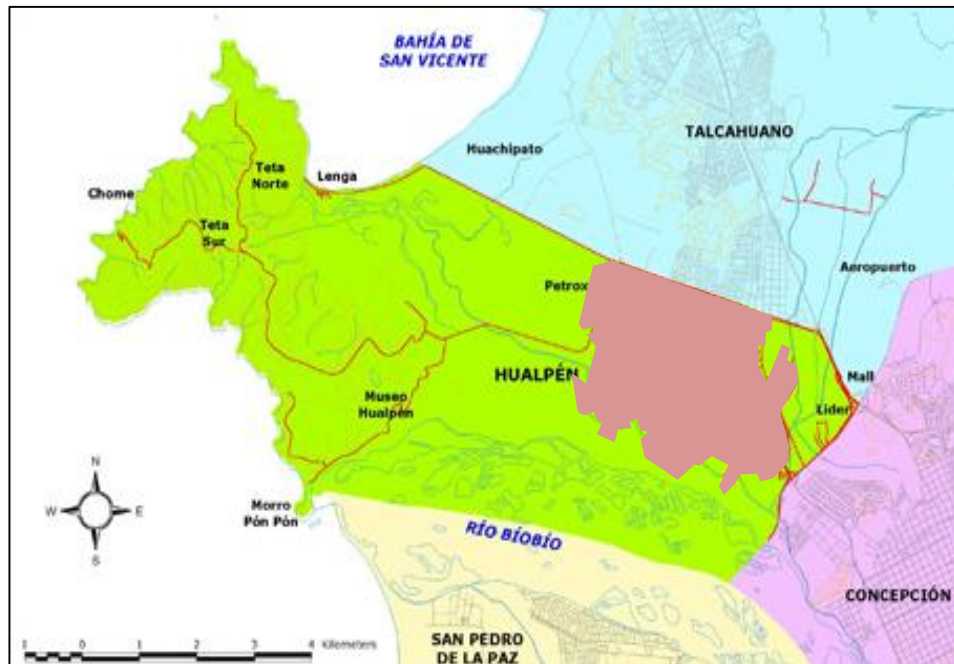 BAHÍA DE
SAN VICENTE
TALCAHUANO
Huachipato
Teta
Norte
Lenga
Chome
Teta
Sur
Aeropuerto
Petrox
HUALPÉN
Mall
Museo
Hualpén
Lider
N
W
E
S
Morro
Pón Pón
RÍO BÍOBÍO
CONCEPCIÓN
SAN PEDRO
DE LA PAZ
1 0 1 2 3 4 Kilometers